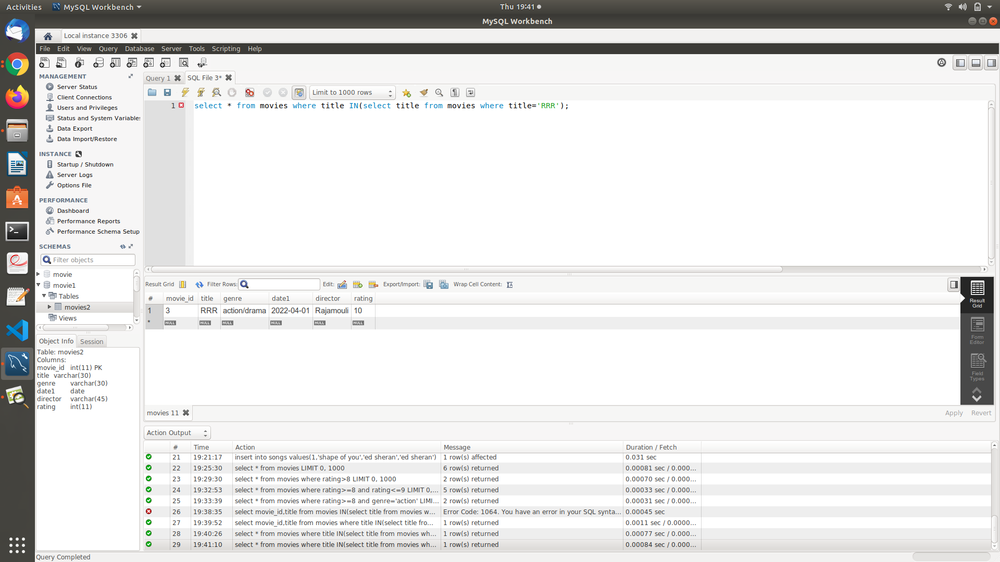 Activities MySQL Workbench Thu 19:41
MySQL Workbench
Local instance 3306
File Edit View Query Database Server Tools Scripting Help
MANAGEMENT
Server Status
Client Connections
Users and Privileges
Status and System Variables
Data Export
Data Import/Restore
INSTANCE
Startup / Shutdown
Server Logs
Options File
PERFORMANCE
Dashboard
Performance Reports
Performance Schema Setup
SCHEMAS
Filter objects
movie
movie1
Tables
movies2
Views
Object Info Session
Table: movies2
Columns:
movie_id int(11) PK
title varchar(30)
genre varchar(30)
date1 date
director varchar(45)
rating int(11)
Query 1 SQL File 3*
Limit to 1000 rows
1 select * from movies where title IN(select title from movies where title='RRR');
Result Grid Filter Rows: Edit: Export/Import: Wrap Cell Content:
# movie_id title genre date1 director rating
1 3 RRR action/drama 2022-04-01 Rajamouli 10
* NULL NULL NULL NULL NULL NULL
Result Grid
Form Editor
Field Types
movies 11 Apply Revert
Action Output
# Time Action Message Duration / Fetch
21 19:21:17 insert into songs values(1,'shape of you','ed sheran','ed sheran') 1 row(s) affected 0.031 sec
22 19:25:30 select * from movies LIMIT 0, 1000 6 row(s) returned 0.00081 sec / 0.000...
23 19:29:30 select * from movies where rating>8 LIMIT 0, 1000 2 row(s) returned 0.00070 sec / 0.000...
24 19:32:53 select * from movies where rating>=8 and rating<=9 LIMIT 0,... 5 row(s) returned 0.00033 sec / 0.000...
25 19:33:39 select * from movies where rating>=8 and genre='action' LIMI... 2 row(s) returned 0.00031 sec / 0.000...
26 19:38:35 select movie_id,title from movies IN(select title from movies w... Error Code: 1064. You have an error in your SQL synta... 0.00045 sec
27 19:39:52 select movie_id,title from movies where title IN(select title fro... 1 row(s) returned 0.0011 sec / 0.0000...
28 19:40:26 select * from movies where title IN(select title from movies wh... 1 row(s) returned 0.00077 sec / 0.000...
29 19:41:10 select * from movies where title IN(select title from movies wh... 1 row(s) returned 0.00084 sec / 0.000...
Query Completed